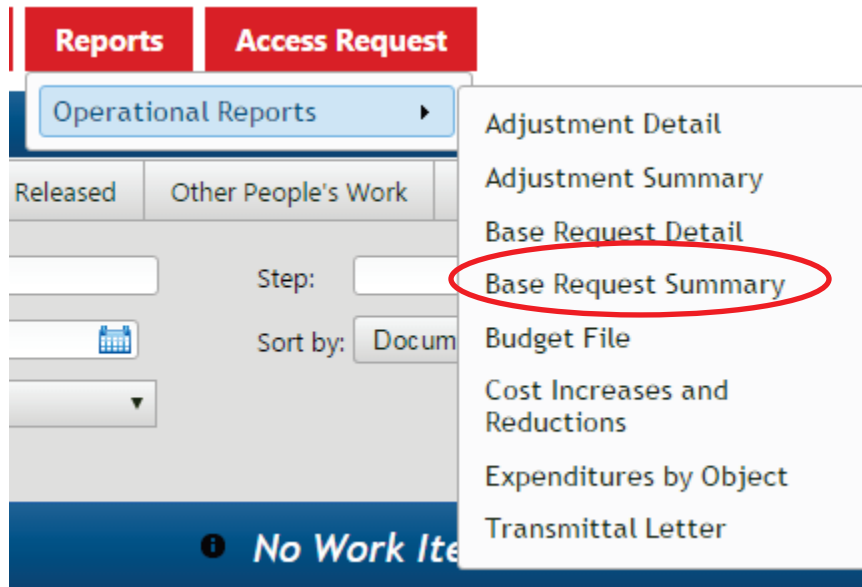 Reports Access Request
Operational Reports
Adjustment Detail
Adjustment Summary
Released Other People's Work
Base Request Detail
Step:
Base Request Summary
Sort by: Docum
Budget File
Cost Increases and
Reductions
Expenditures by Object
Transmittal Letter
No Work Ite